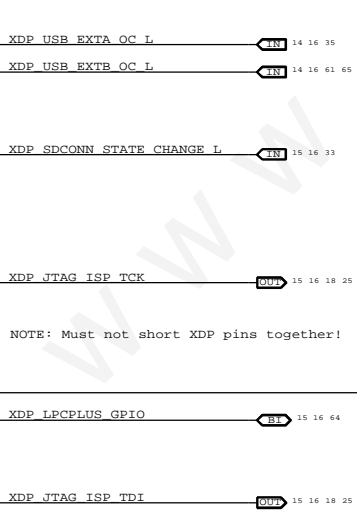 XDP_USB_EXTA_OC_L IN 14 16 35
XDP_USB_EXTB_OC_L IN 14 16 61 65
XDP_SDCONN_STATE_CHANGE_L IN 15 16 33
XDP_JTAG_ISP_TCK OUT 15 16 18 25
NOTE: Must not short XDP pins together!
XDP_LPCPLUS_GPIO BI 15 16 64
XDP_JTAG_ISP_TDI OUT 15 16 18 25
w w w